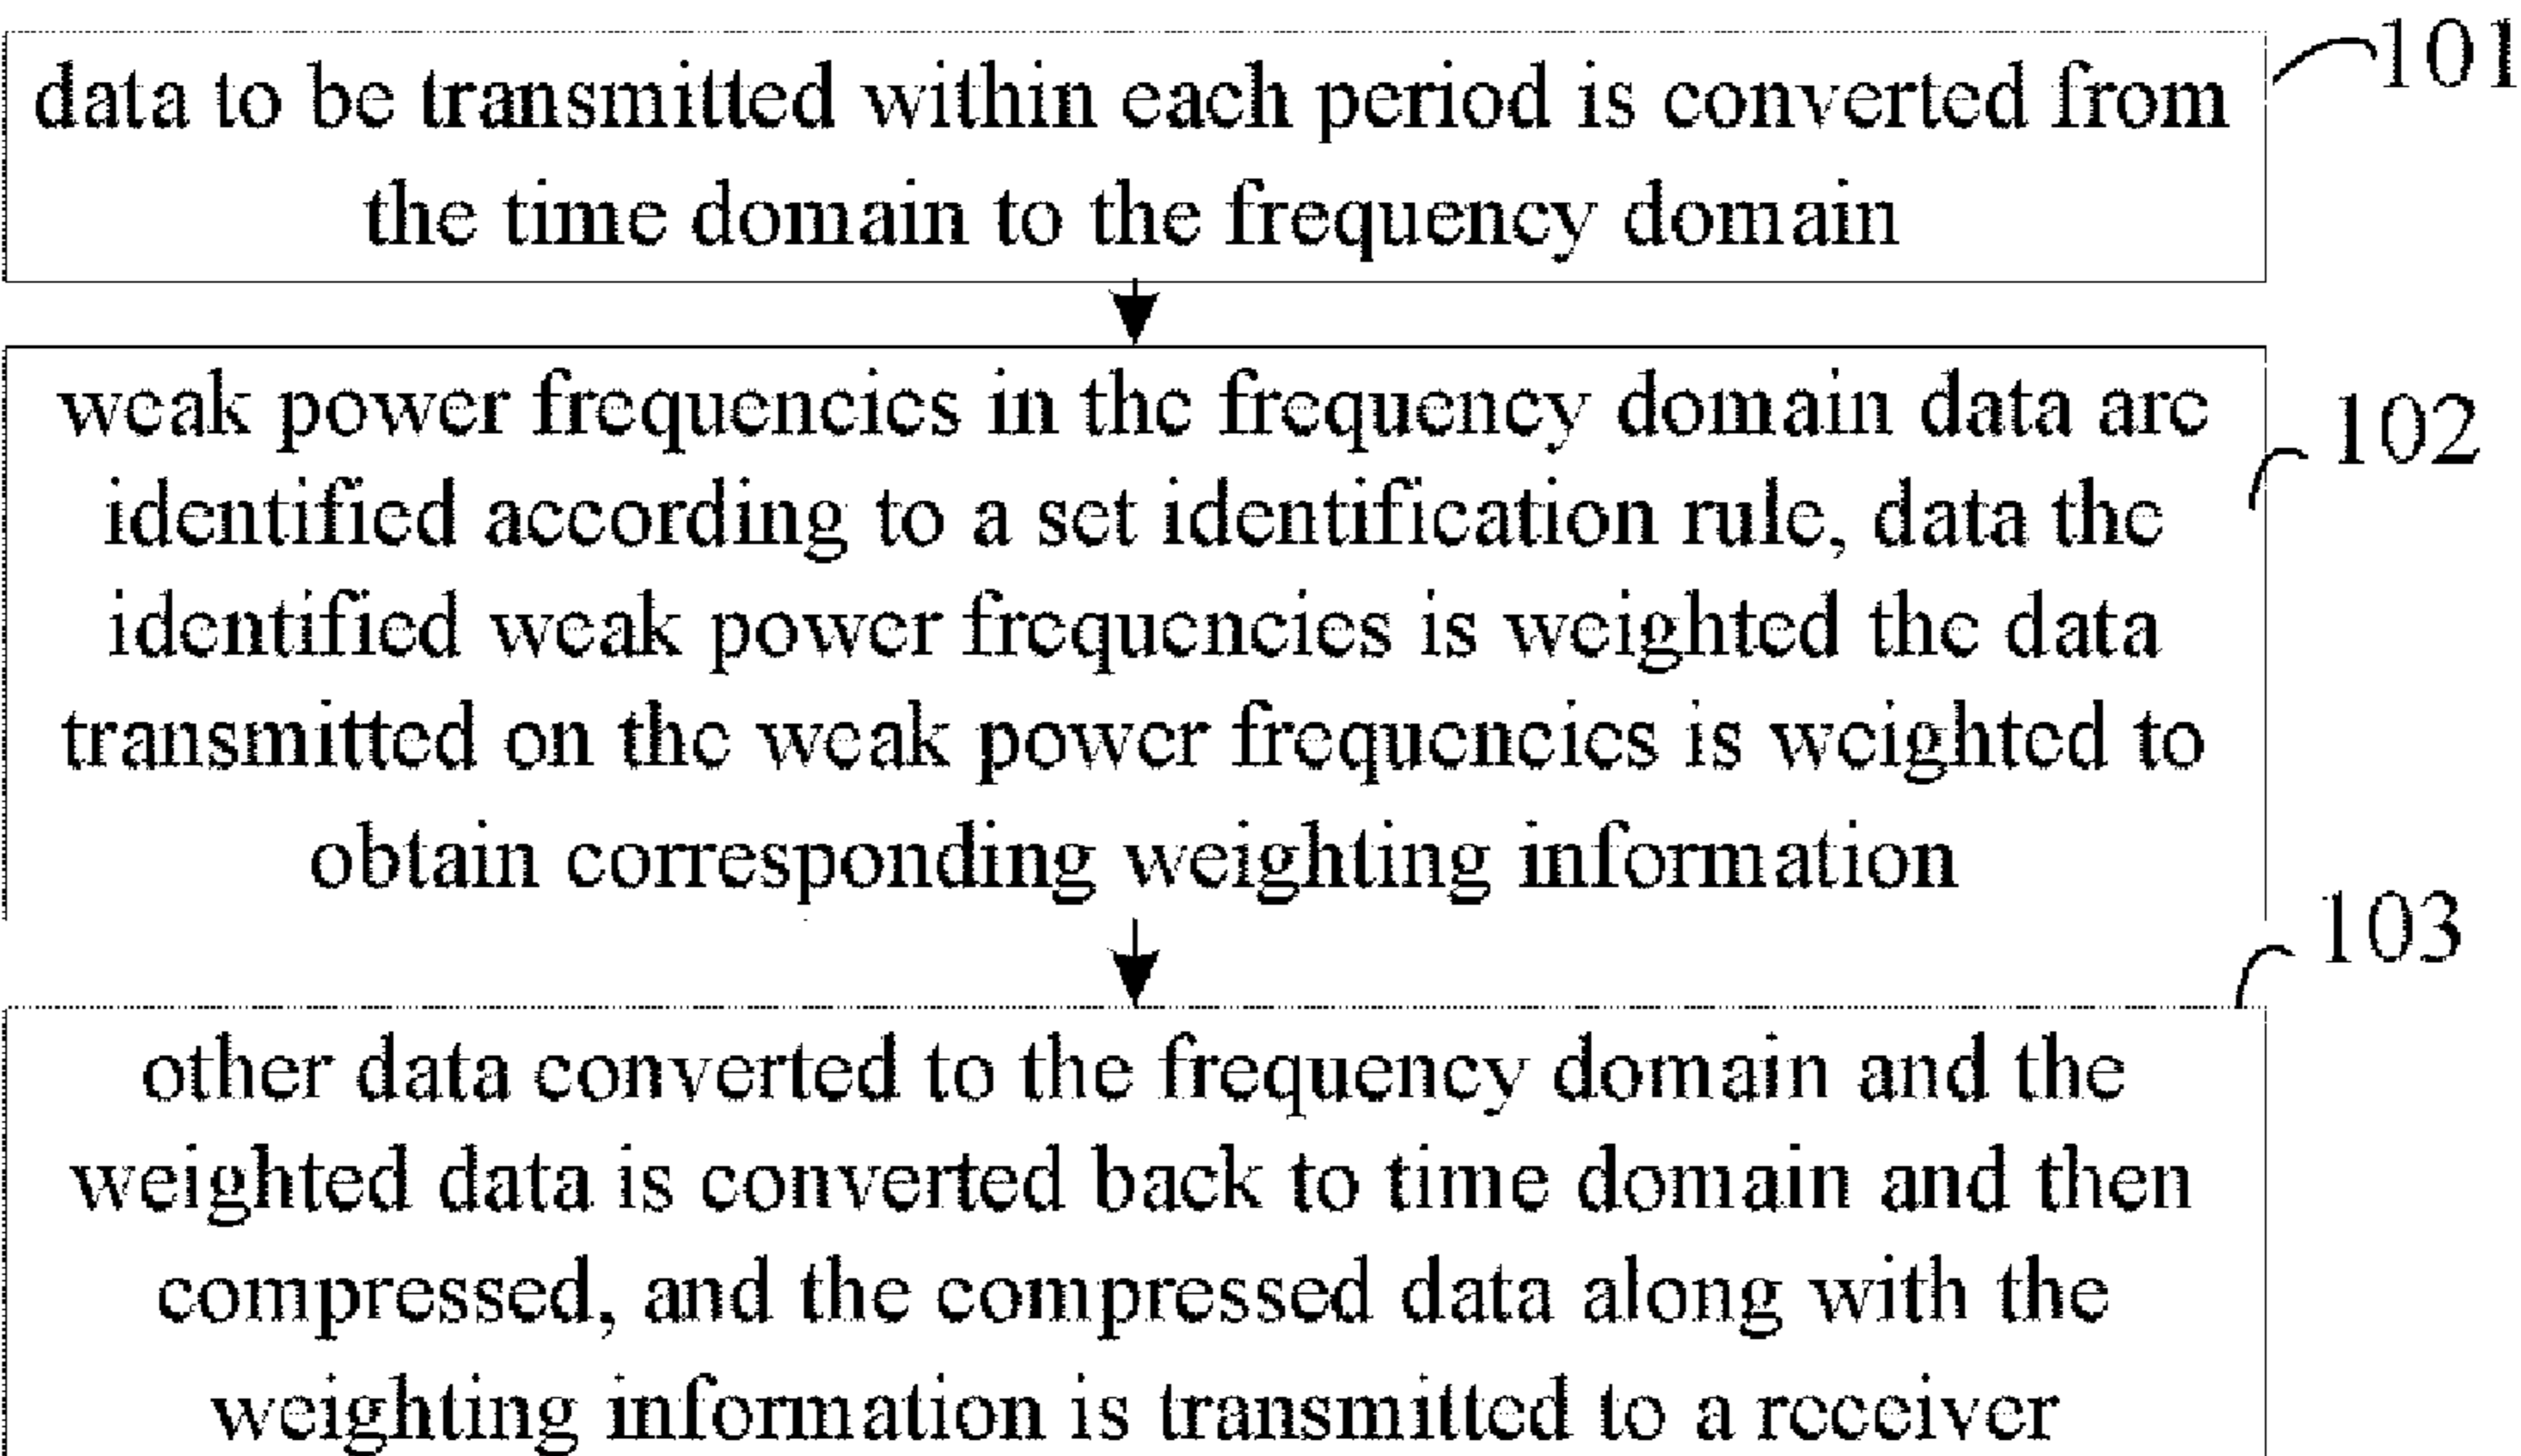 101
data to be transmitted within each period is converted from
the time domain to the frequency domain
102
weak power frequencies in the frequency domain data are
identified according to a set identification rule, data the
identified weak power frequencies is weighted the data
transmitted on the weak power frequencies is weighted to
obtain corresponding weighting information
103
other data converted to the frequency domain and the
weighted data is converted back to time domain and then
compressed, and the compressed data along with the
weighting information is transmitted to a receiver